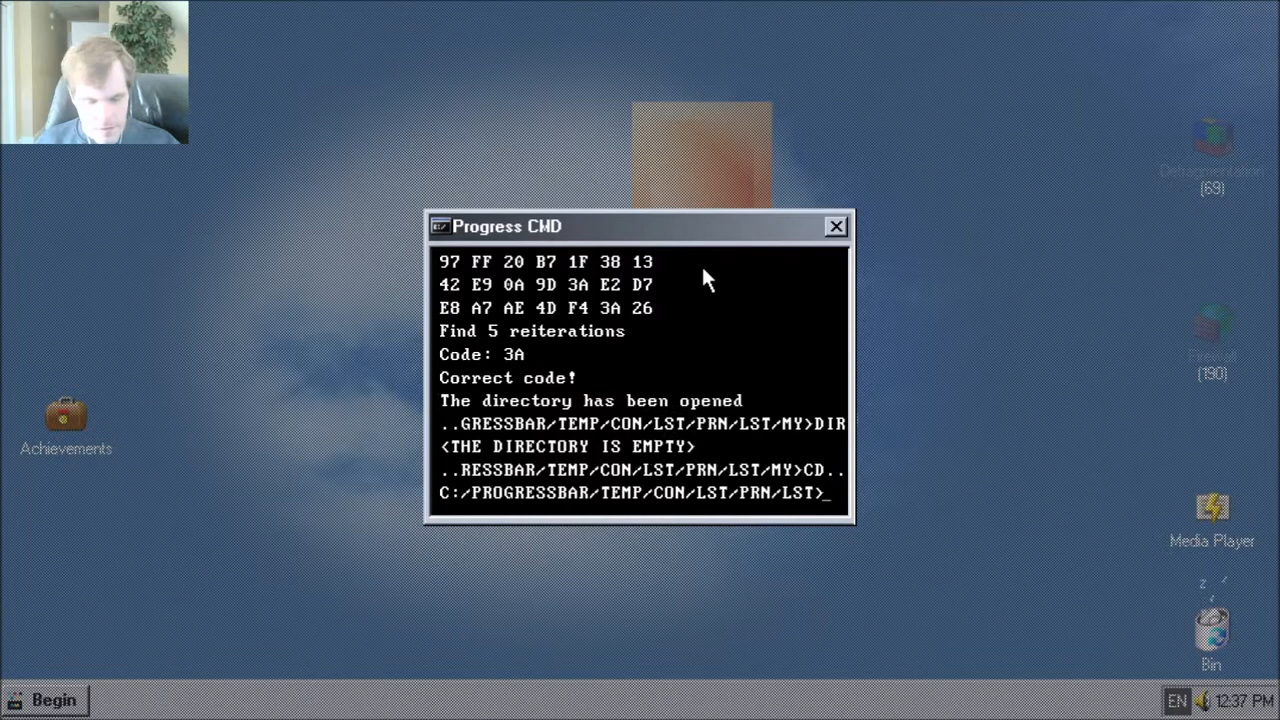 Progress CMD
97 FF 20 B7 1F 38 13
42 E9 0A 9D 3A E2 D7
E8 A7 AE 4D F4 3A 26
Find 5 reiterations
Code: 3A
Correct code!
The directory has been opened
..GRESSBAR/TEMP/CON/LST/PRN/LST/MY>DIR
<THE DIRECTORY IS EMPTY>
..RESSBAR/TEMP/CON/LST/PRN/LST/MY>CD..
C:/PROGRESSBAR/TEMP/CON/LST/PRN/LST>_
Defragmentation
(69)
Firewall
(190)
Achievements
Media Player
Bin
Begin
EN
12:37 PM